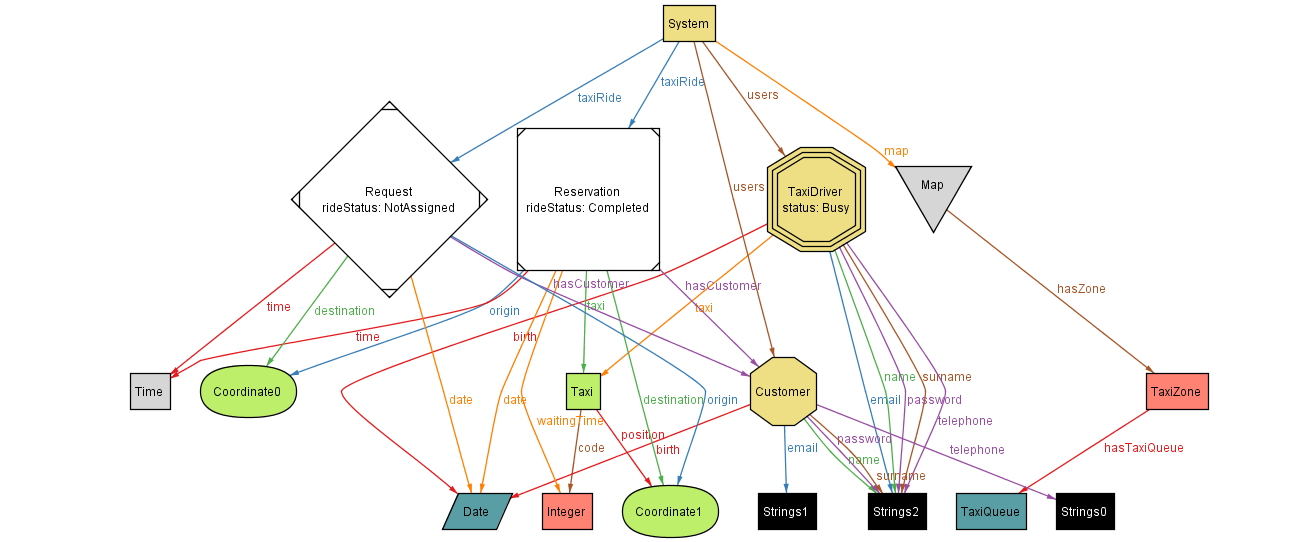 System
taxiRide
taxiRide
users
map
users
Request
rideStatus: NotAssigned
Reservation
rideStatus: Completed
TaxiDriver
status: Busy
Map
hasCustomer
hasCustomer
hasZone
time
destination
origin
taxi
taxi
time
birth
Time
Coordinate0
Taxi
Customer
TaxiZone
name
surname
date
date
destination
origin
email
password
waitingTime
telephone
position
password
code
birth
email
name
telephone
hasTaxiQueue
surname
Date
Integer
Coordinate1
Strings1
Strings2
TaxiQueue
Strings0